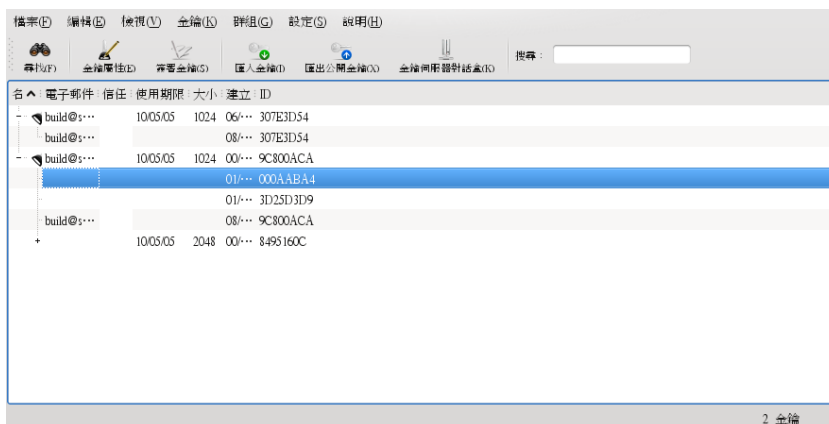 檔案(F) 編輯(E) 檢視(V) 金鑰(K) 群組(G) 設定(S) 說明(H)
尋找(F) 金鑰屬性(E) 簽署金鑰(S) 匯入金鑰(I) 匯出公開金鑰(X) 金鑰伺服器對話盒(K) 搜尋：
名 電子郵件 信任 使用期限 大小 建立 ID
build@s… 10/05/05 1024 06/… 307E3D54
build@s… 08/… 307E3D54
build@s… 10/05/05 1024 00/… 9C800ACA
01/… 000AABA4
01/… 3D25D3D9
build@s… 08/… 9C800ACA
10/05/05 2048 00/… 8495160C
2 金鑰